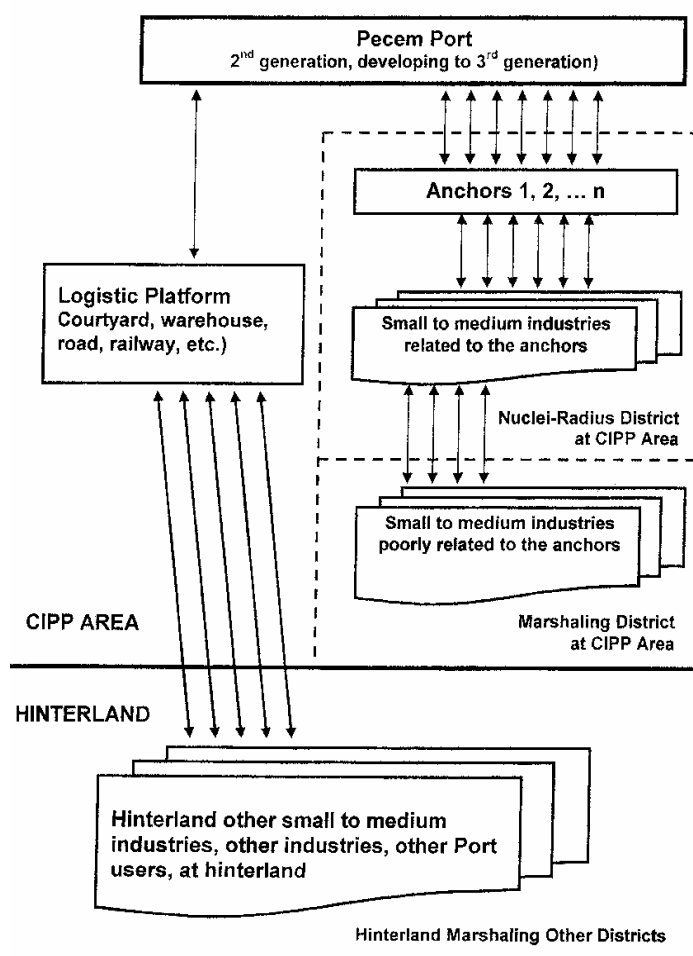 Pecem Port
2nd generation, developing to 3rd generation)
Anchors 1, 2, ... n
Logistic Platform
Courtyard, warehouse,
road, railway, etc.)
Small to medium industries
related to the anchors
Nuclei-Radius District
at CIPP Area
Small to medium industries
poorly related to the anchors
Marshaling District
at CIPP Area
CIPP AREA
HINTERLAND
Hinterland other small to medium
industries, other industries, other Port
users, at hinterland
Hinterland Marshaling Other Districts